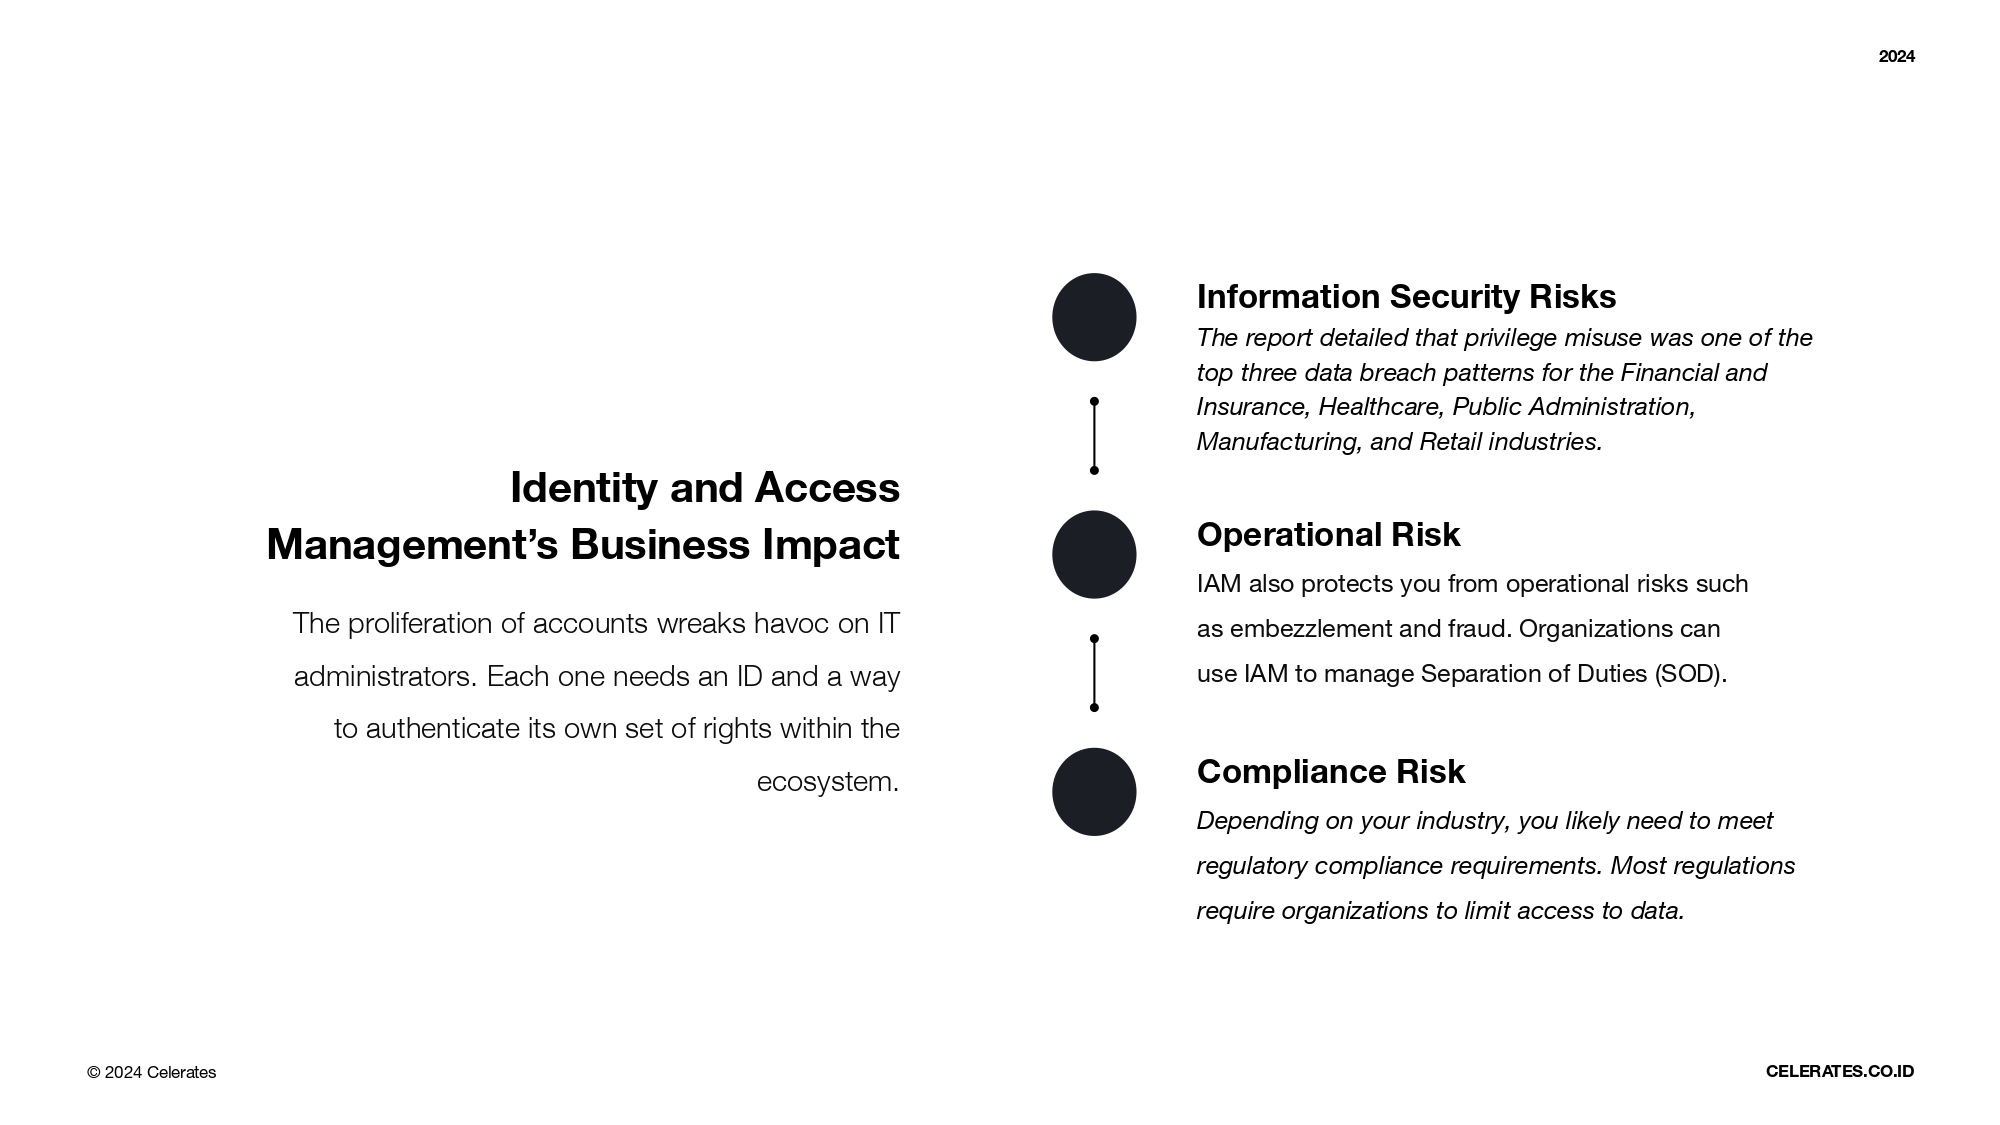 2024
Identity and Access
Management’s Business Impact
The proliferation of accounts wreaks havoc on IT
administrators. Each one needs an ID and a way
to authenticate its own set of rights within the
ecosystem.
Information Security Risks
The report detailed that privilege misuse was one of the
top three data breach patterns for the Financial and
Insurance, Healthcare, Public Administration,
Manufacturing, and Retail industries.
Operational Risk
IAM also protects you from operational risks such
as embezzlement and fraud. Organizations can
use IAM to manage Separation of Duties (SOD).
Compliance Risk
Depending on your industry, you likely need to meet
regulatory compliance requirements. Most regulations
require organizations to limit access to data.
© 2024 Celerates
CELERATES.CO.ID